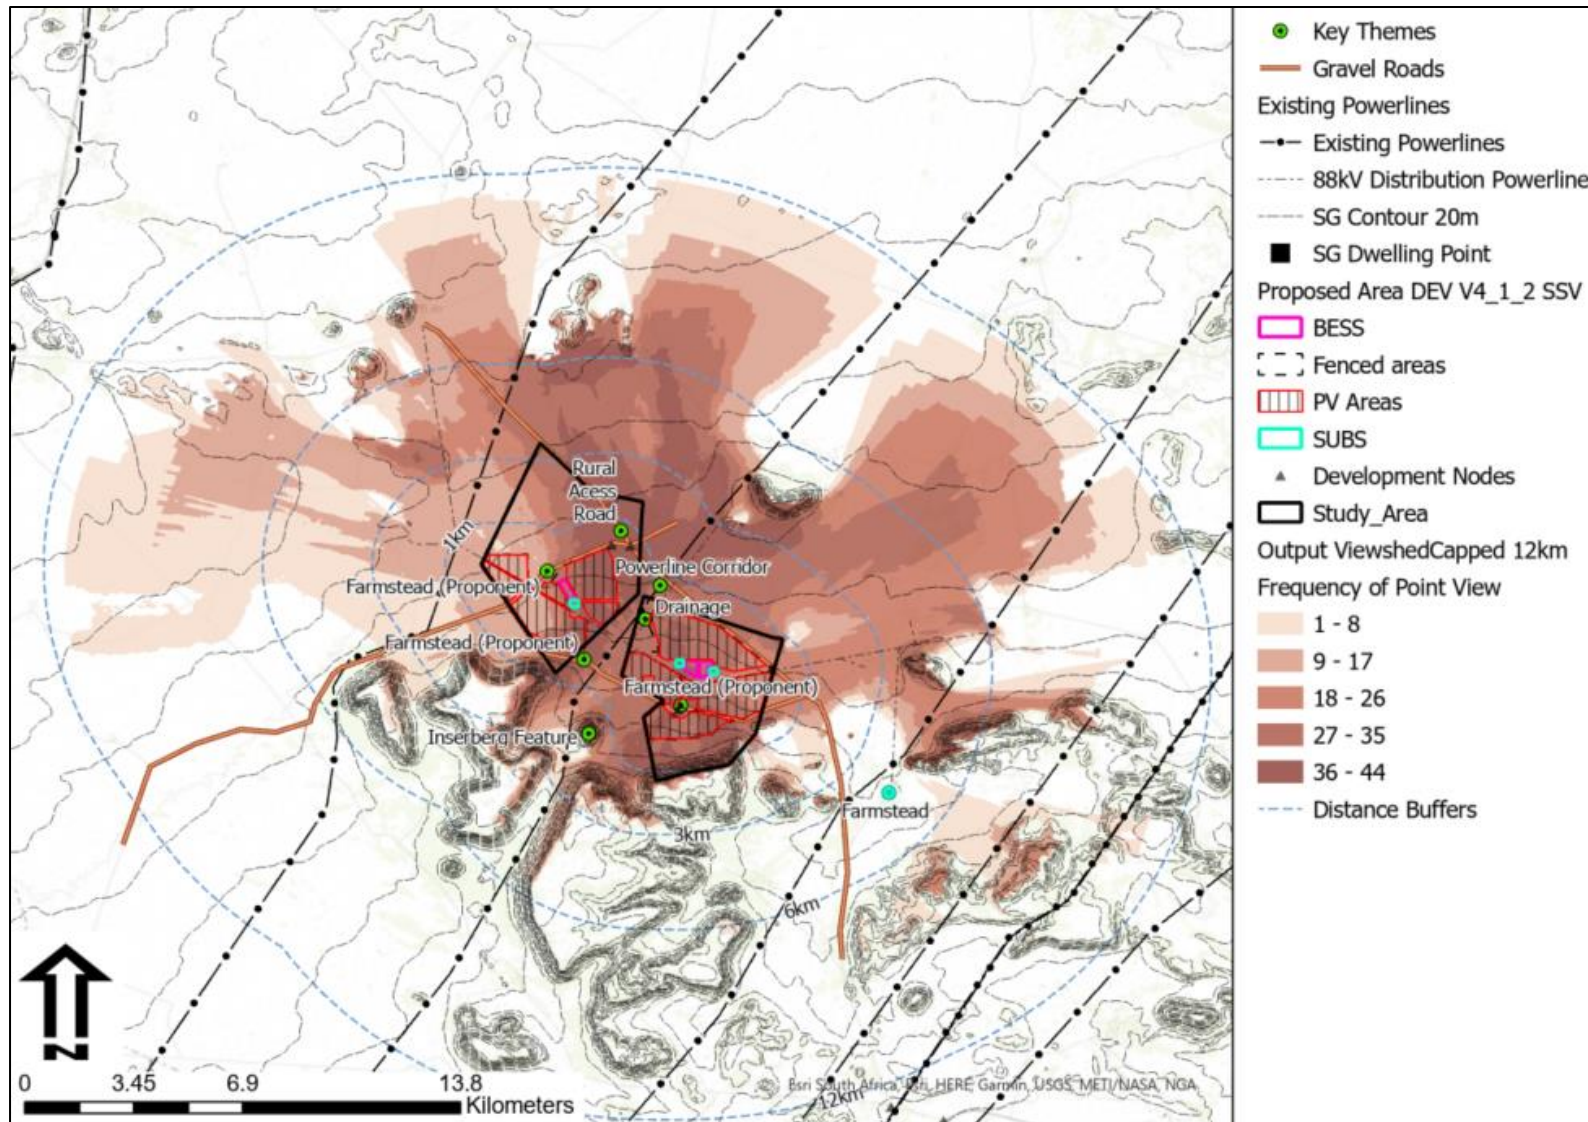 Key Themes
Gravel Roads
Existing Powerlines
Existing Powerlines
88kV Distribution Powerline
SG Contour 20m
SG Dwelling Point
Proposed Area DEV V4_1_2 SSV
BESS
Fenced areas
PV Areas
SUBS
Development Nodes
Study_Area
Output ViewshedCapped 12km
Frequency of Point View
1 - 8
9 - 17
18 - 26
27 - 35
36 - 44
Distance Buffers
Rural
Acess
Road
1km
Powerline Corridor
Farmstead (Proponent)
Drainage
Farmstead (Proponent)
Farmstead (Proponent)
Inserberg Feature
Farmstead
3km
6km
12km
N
0
3.45
6.9
13.8
Kilometers
Esri South Africa, Esri, HERE, Garmin, USGS, METI/NASA, NGA